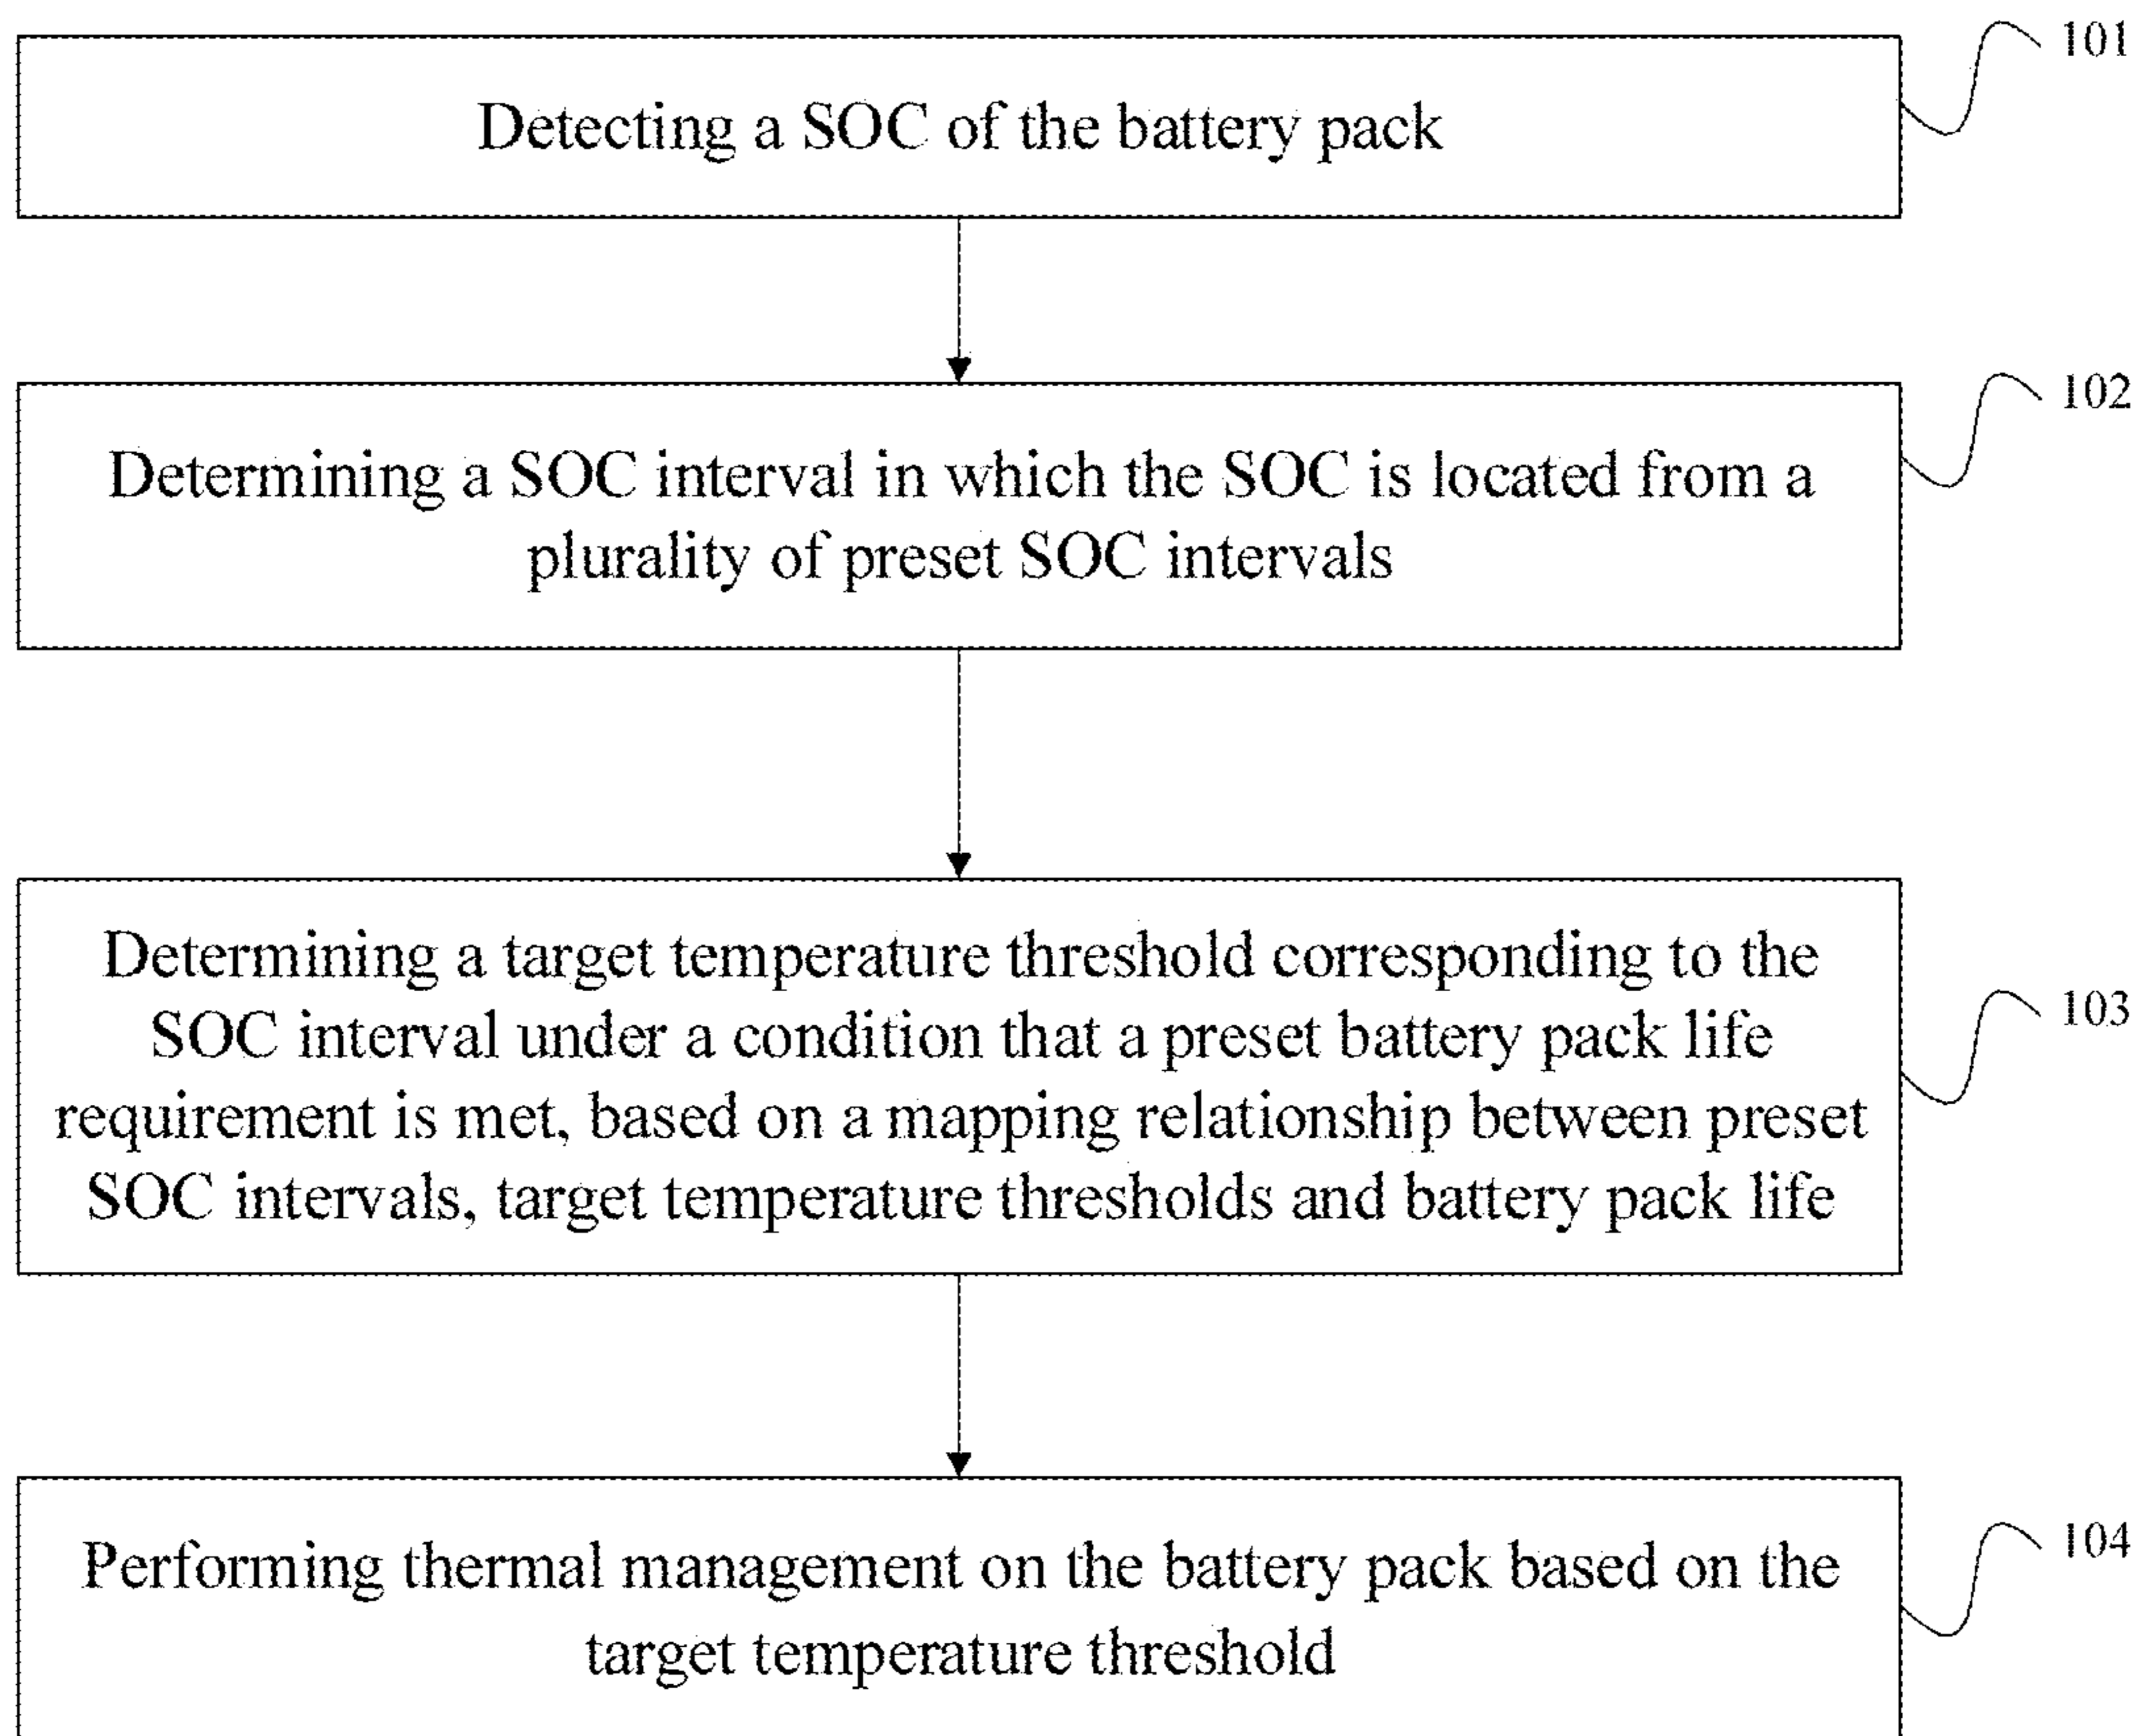 101
Detecting a SOC of the battery pack
102
Determining a SOC interval in which the SOC is located from a
plurality of preset SOC intervals
103
Determining a target temperature threshold corresponding to the
SOC interval under a condition that a preset battery pack life
requirement is met, based on a mapping relationship between preset
SOC intervals, target temperature thresholds and battery pack life
104
Performing thermal management on the battery pack based on the
target temperature threshold